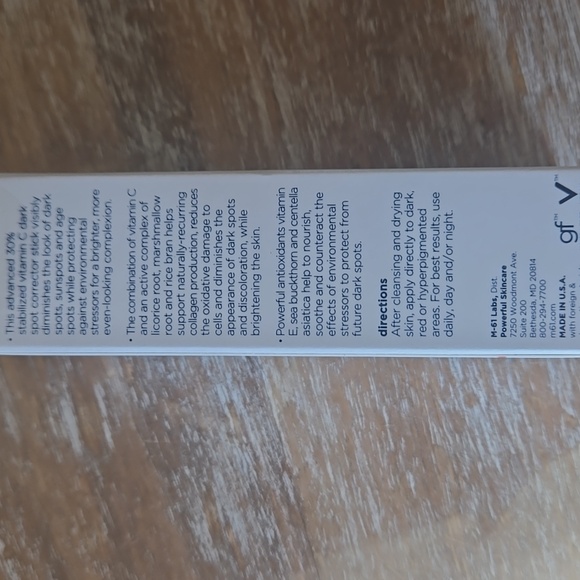 • This advanced 30%
stabilized vitamin C dark
spot corrector stick visibly
diminishes the look of dark
spots, sunspots and age
spots while protecting
against environmental
stressors for a brighter, more
even-looking complexion.
• The combination of vitamin C
and an active complex of
licorice root, marshmallow
root and rice bran helps
support naturally-recurring
collagen production, reduces
the oxidative damage to
cells and diminishes the
appearance of dark spots
and discoloration, while
brightening the skin.
• Powerful antioxidants vitamin
E, sea buckthorn and centella
asiatica help to nourish,
soothe and counteract the
effects of environmental
stressors to protect from
future dark spots.
directions
After cleansing and drying
skin, apply directly to dark,
red or hyperpigmented
areas. For best results, use
daily, day and/or night.
M-61 Labs, Dist.
Powerful Skincare
7250 Woodmont Ave.
Suite 200
Bethesda, MD 20814
800-294-7700
m61.com
MADE IN U.S.A.
with foreign &
gf™ V™